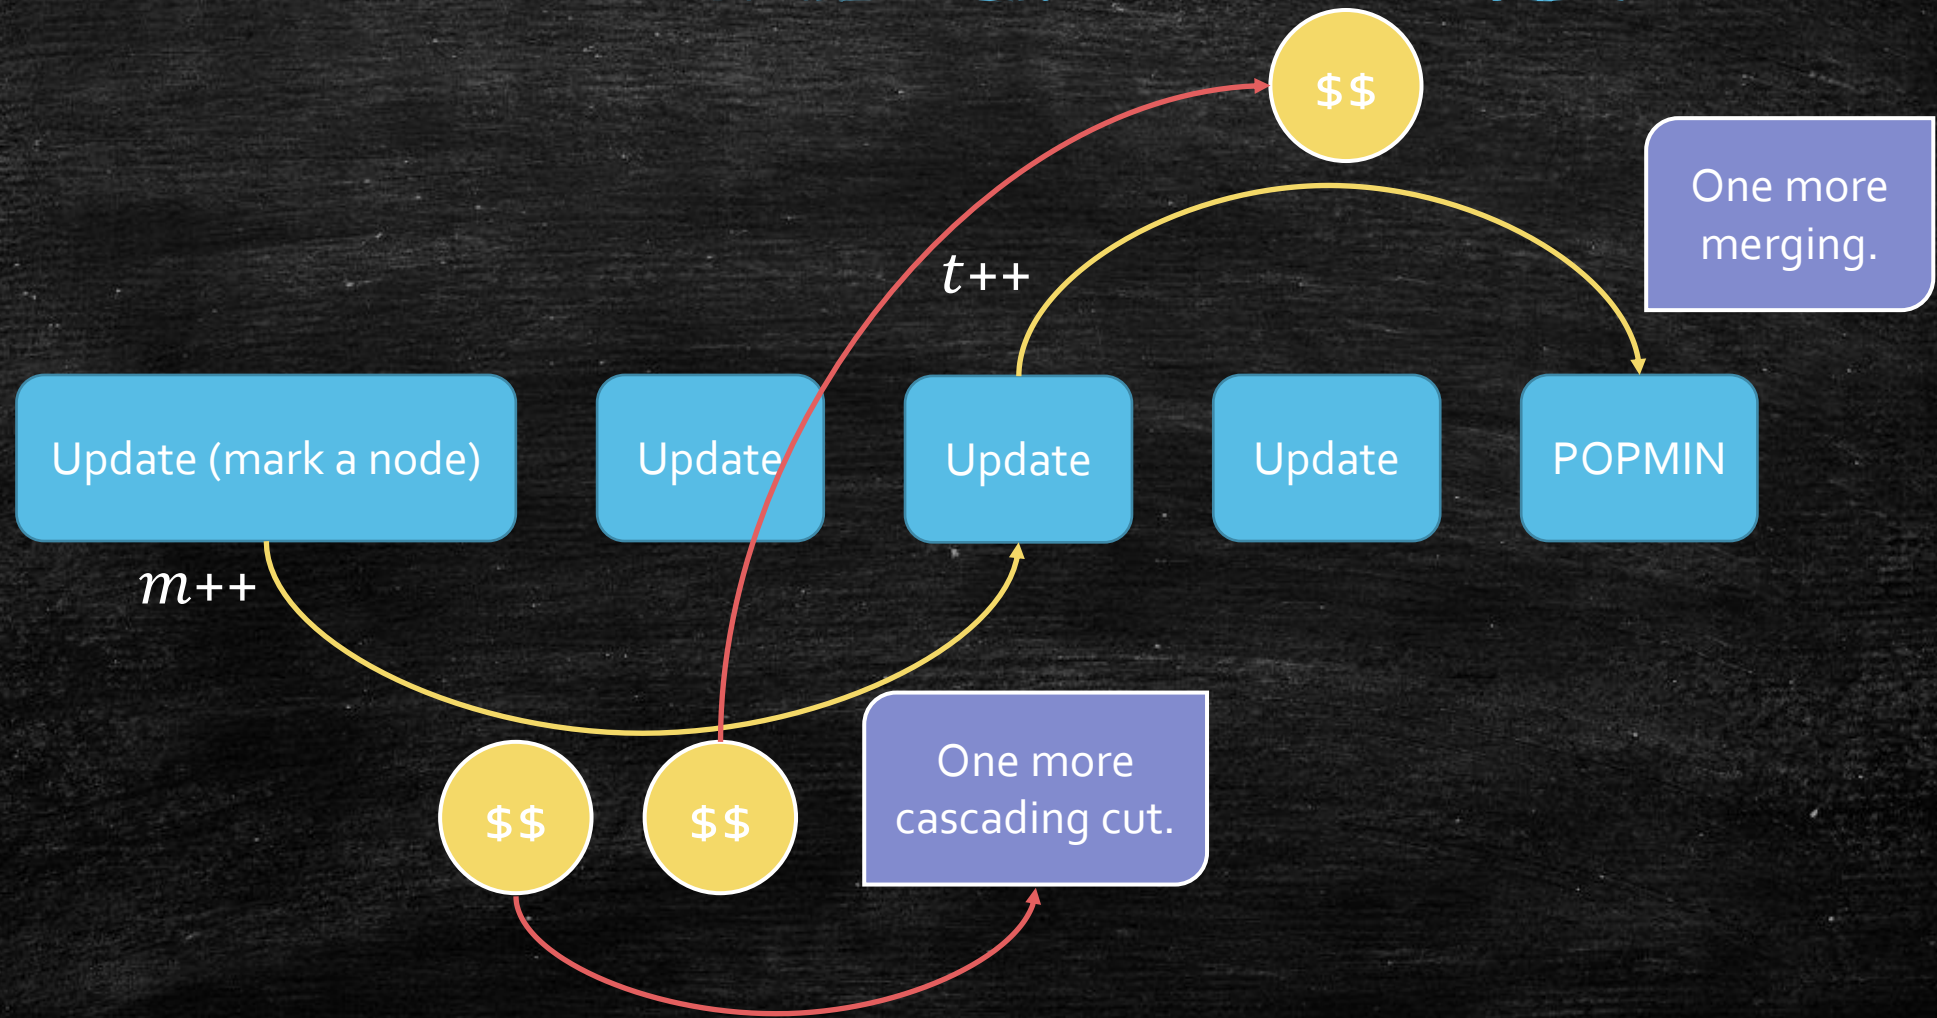 $$
One more
merging.
t++
Update (mark a node)
Update
Update
Update
POPMIN
m++
One more
cascading cut.
$$
$$